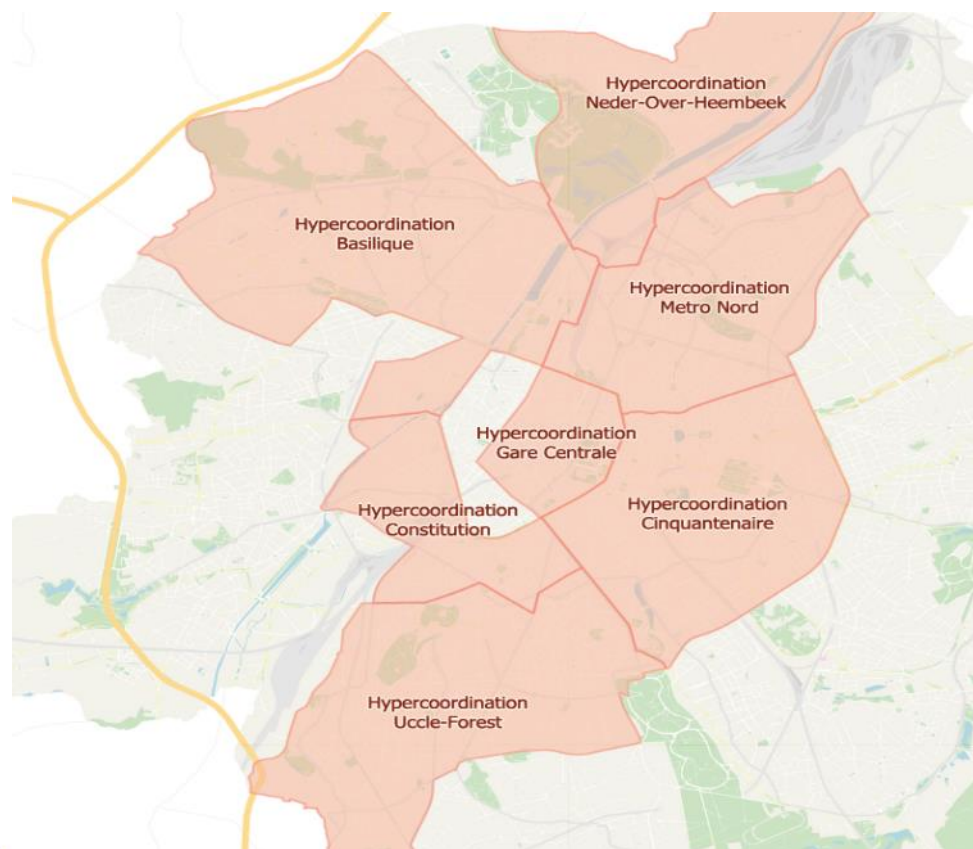 Hypercoordination
Neder-Over-Heembeek
Hypercoordination
Basilique
Hypercoordination
Metro Nord
Hypercoordination
Gare Centrale
Hypercoordination
Constitution
Hypercoordination
Cinquantenaire
Hypercoordination
Uccle-Forest